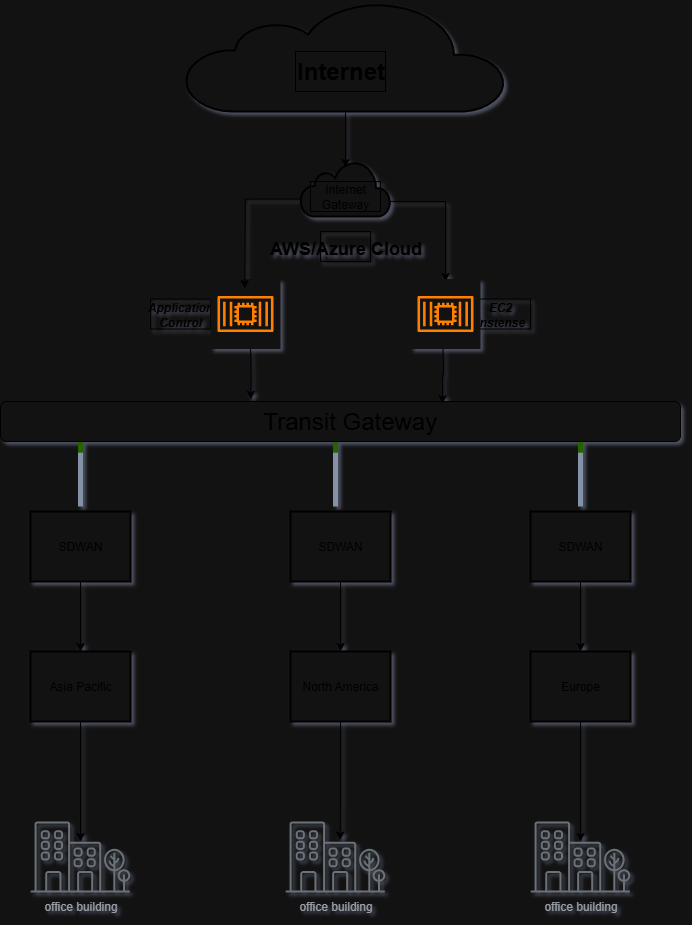 Internet
Internet
Gateway
AWS/Azure Cloud
Application
Control
EC2
nstense
Transit Gateway
SDWAN
SDWAN
SDWAN
Asia Pacific
North America
Europe
office building
office building
office building